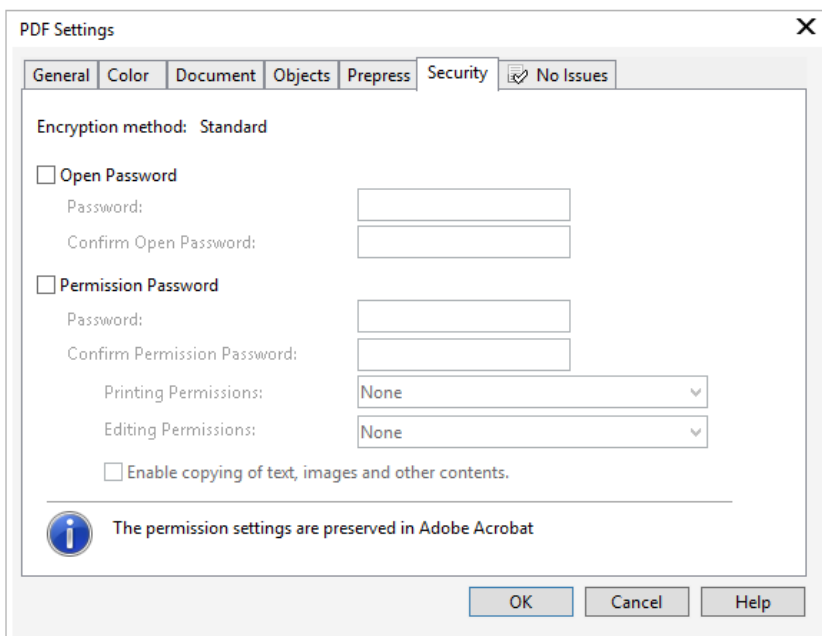 PDF Settings
General Color Document Objects Prepress Security No Issues
Encryption method: Standard
Open Password
Password:
Confirm Open Password:
Permission Password
Password:
Confirm Permission Password:
Printing Permissions: None
Editing Permissions: None
Enable copying of text, images and other contents.
The permission settings are preserved in Adobe Acrobat
OK Cancel Help